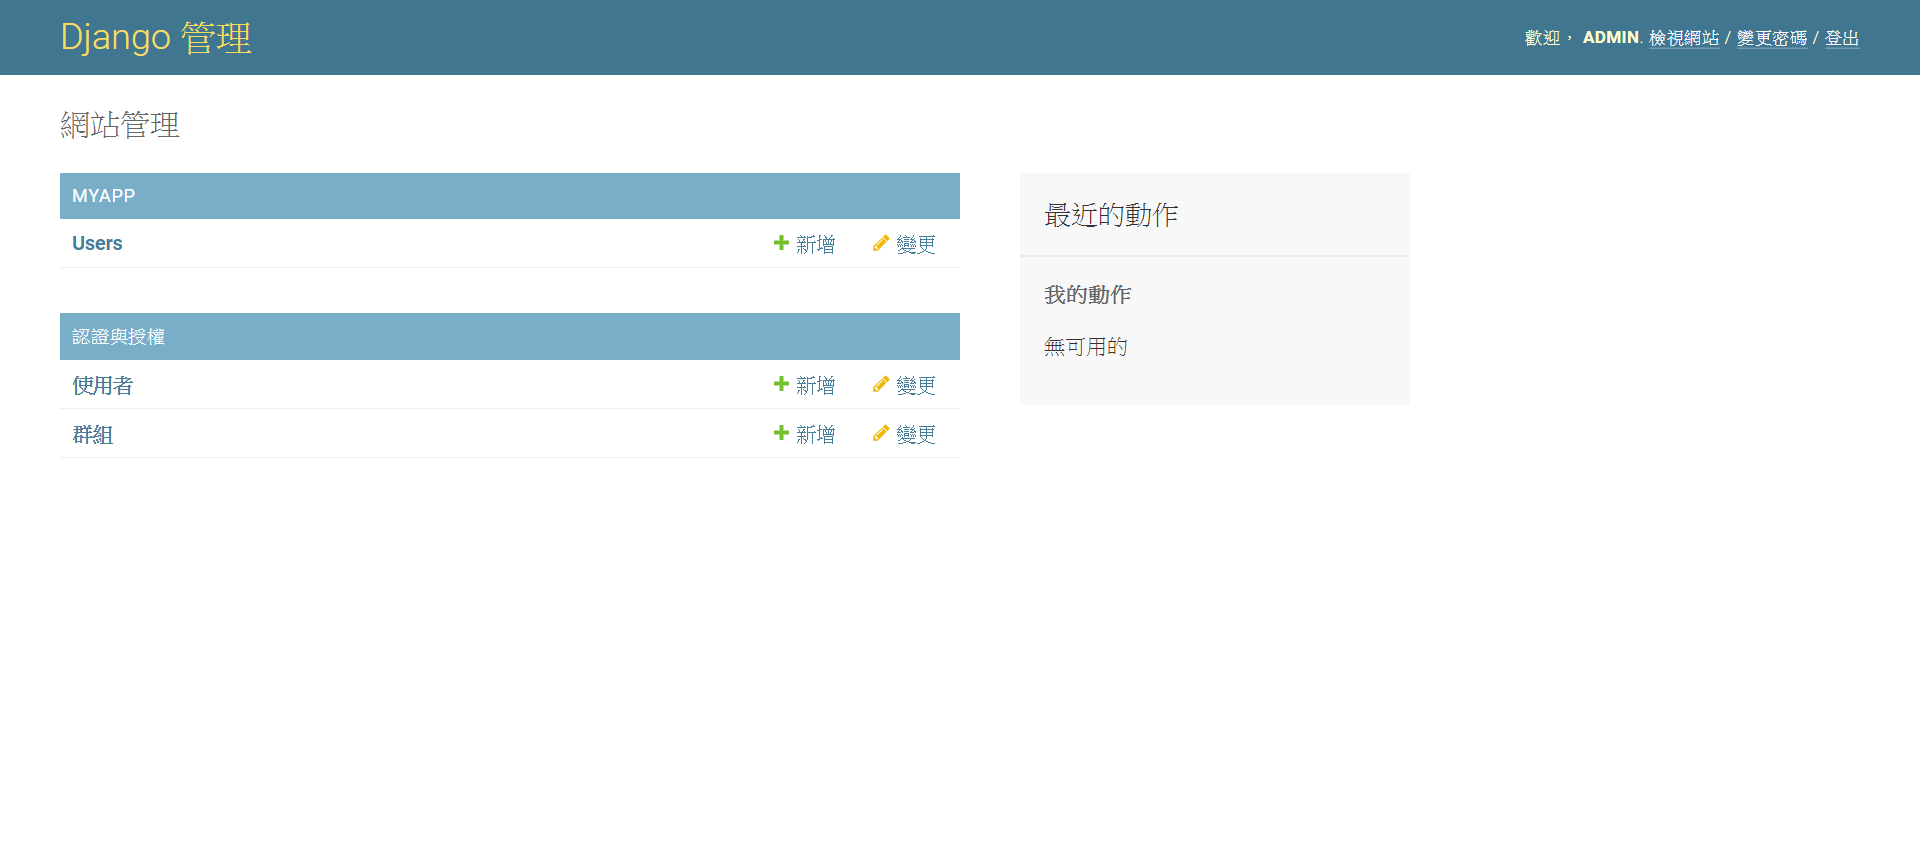 Django 管理
歡迎， ADMIN. 檢視網站 / 變更密碼 / 登出
網站管理
MYAPP
Users 新增 變更
認證與授權
使用者 新增 變更
群組 新增 變更
最近的動作
我的動作
無可用的